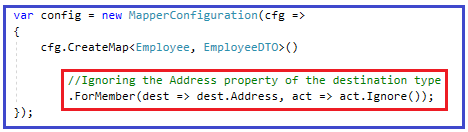 var config = new MapperConfiguration(cfg =>
{
cfg.CreateMap<Employee, EmployeeDTO>()
//Ignoring the Address property of the destination type
.ForMember(dest => dest.Address, act => act.Ignore());
});